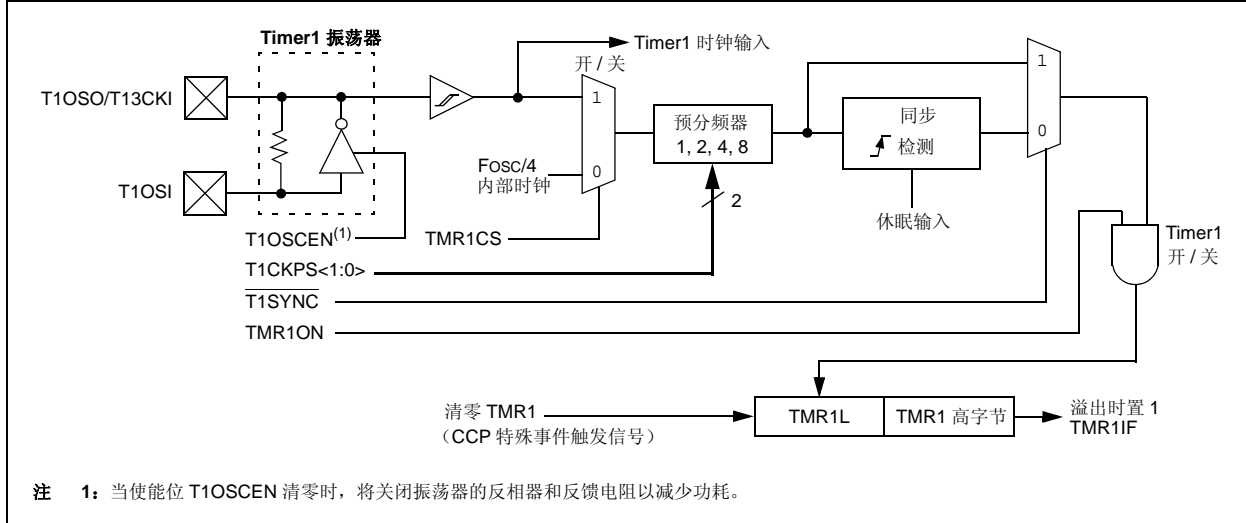 Timer1 振荡器
Timer1 时钟输入
开 / 关
T1OSO/T13CKI
1
0
FOSC/4
内部时钟
预分频器
1, 2, 4, 8
同步
检测
1
0
2
休眠输入
T1OSI
T1OSCEN(1)
TMR1CS
T1CKPS<1:0>
T1SYNC
TMR1ON
Timer1
开 / 关
清零 TMR1
（CCP 特殊事件触发信号）
TMR1L
TMR1 高字节
溢出时置 1
TMR1IF
注 1：当使能位 T1OSCEN 清零时，将关闭振荡器的反相器和反馈电阻以减少功耗。